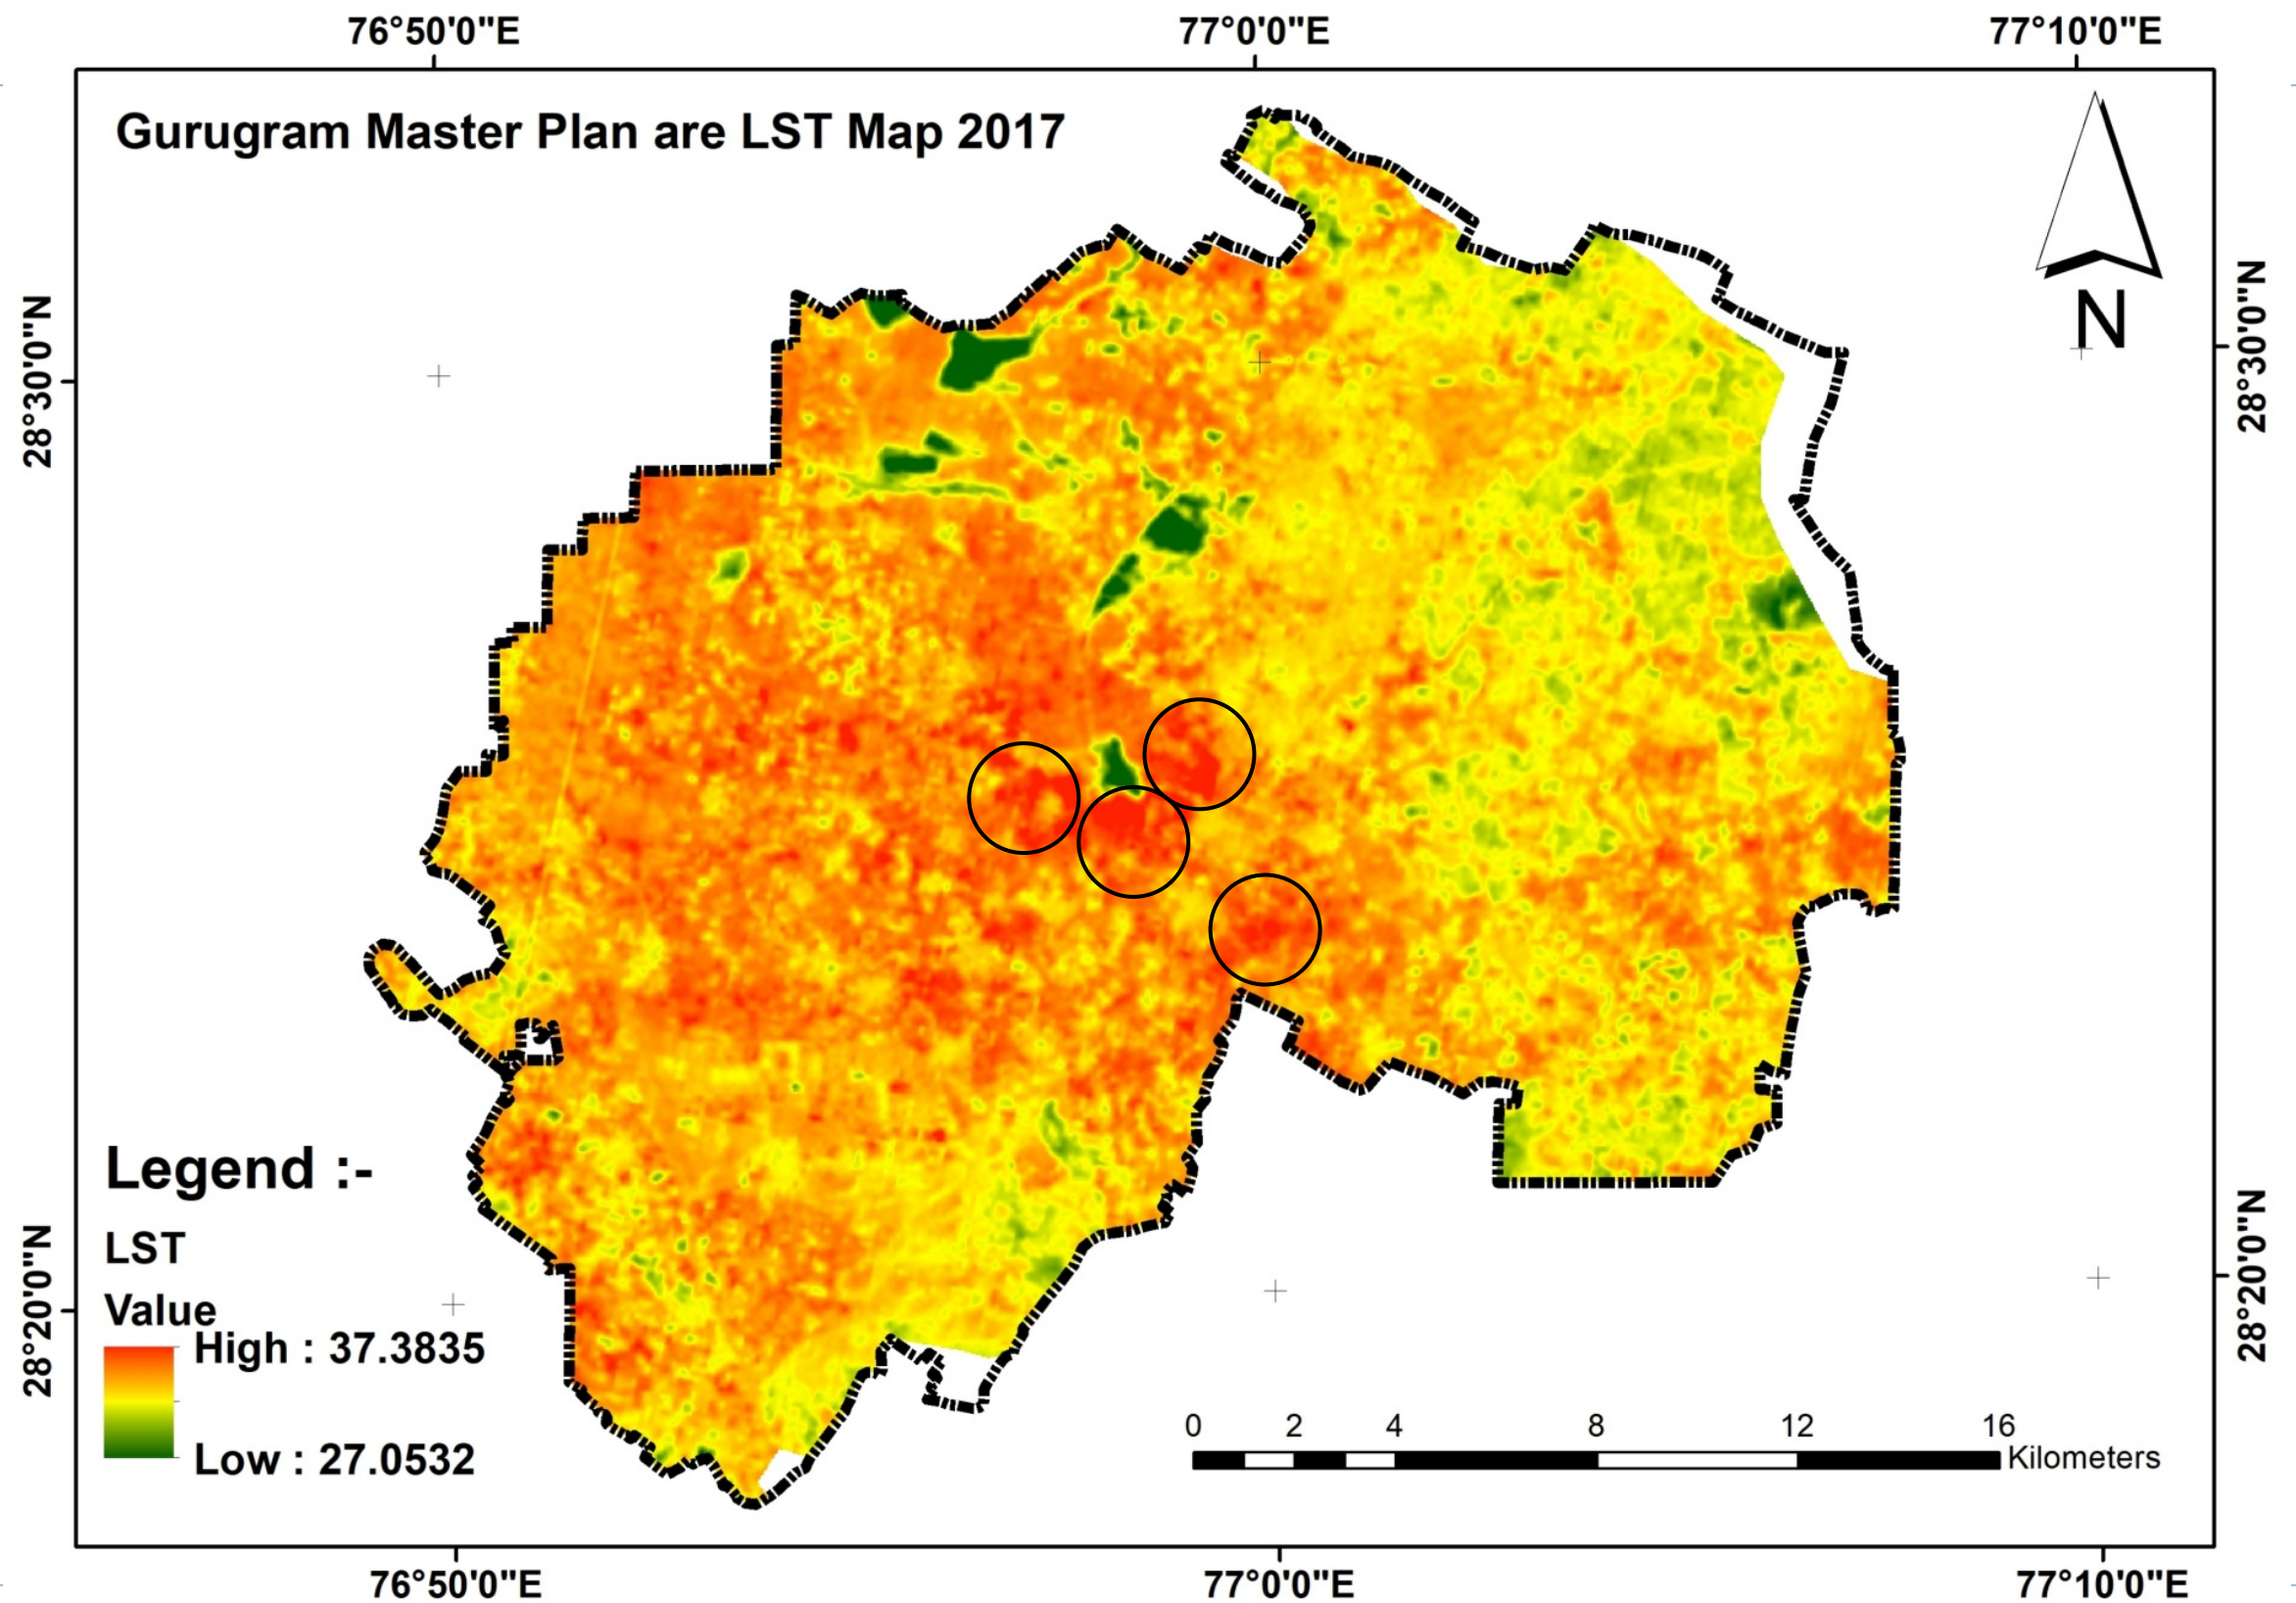 76°50'0"E 77°0'0"E 77°10'0"E
Gurugram Master Plan are LST Map 2017
N
28°30'0"N 28°30'0"N
28°20'0"N 28°20'0"N
Legend :-
LST
Value
High : 37.3835
Low : 27.0532
0 2 4 8 12 16
Kilometers
76°50'0"E 77°0'0"E 77°10'0"E